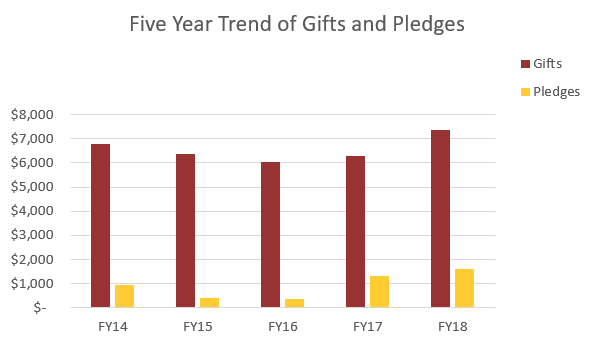 Five Year Trend of Gifts and Pledges
Gifts
Pledges
$8,000
$7,000
$6,000
$5,000
$4,000
$3,000
$2,000
$1,000
$-
FY14 FY15 FY16 FY17 FY18